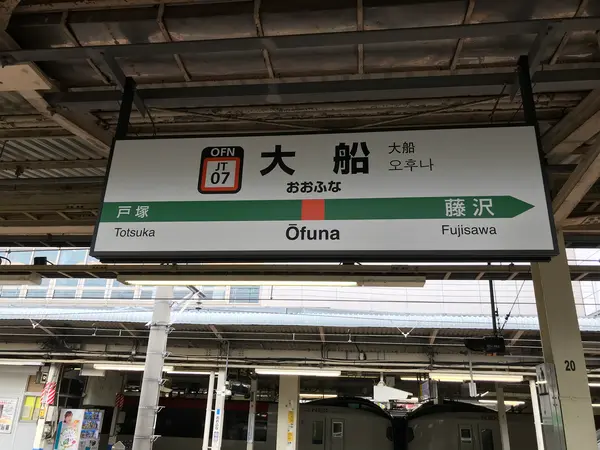 OFN
JT
07
大船
おおふな
大船
오후나
戸塚
藤沢
Totsuka
Ōfuna
Fujisawa
20